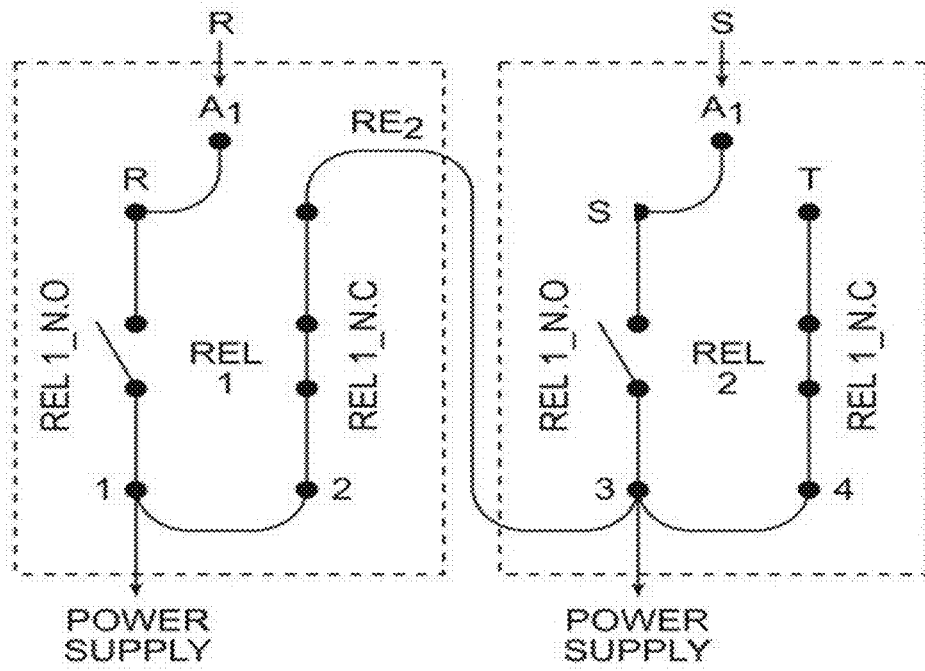 R
A1
RE2
R
REL 1_N.O
REL
1
REL 1_N.C
1
2
POWER
SUPPLY
S
A1
S
T
REL 1_N.O
REL
2
REL 1_N.C
3
4
POWER
SUPPLY